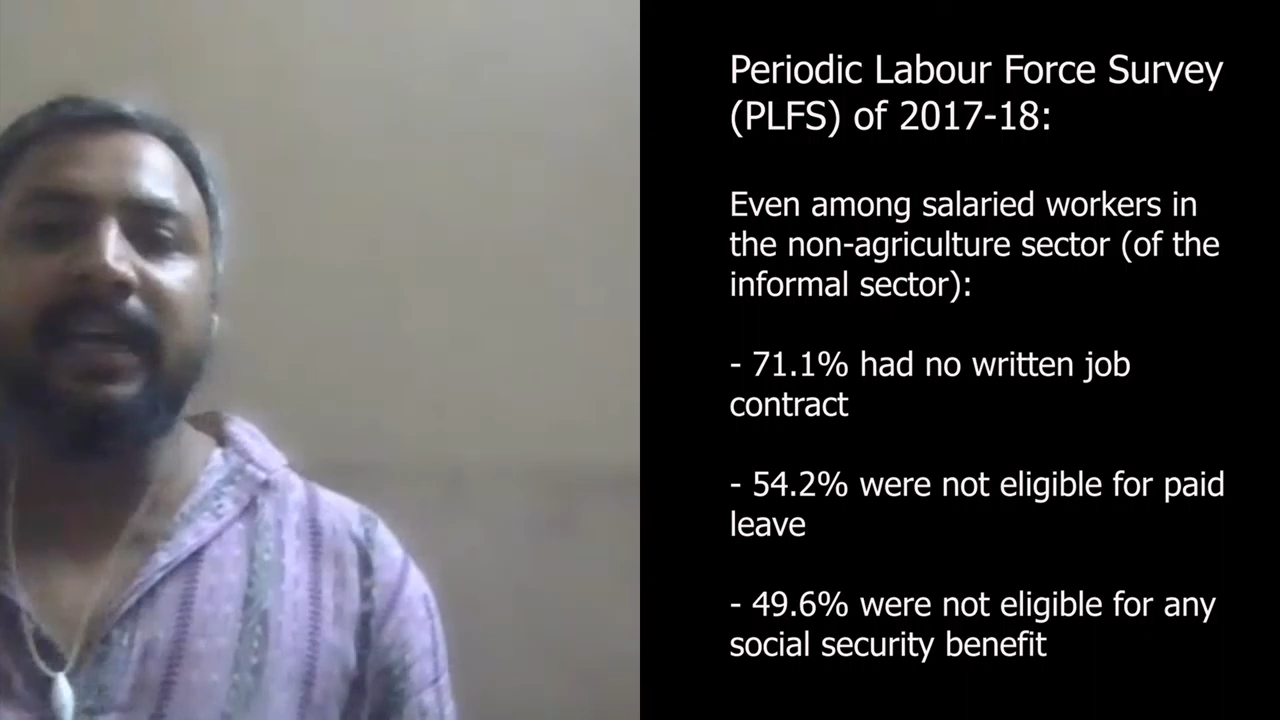 Periodic Labour Force Survey
(PLFS) of 2017-18:
Even among salaried workers in
the non-agriculture sector (of the
informal sector):
- 71.1% had no written job
contract
- 54.2% were not eligible for paid
leave
- 49.6% were not eligible for any
social security benefit